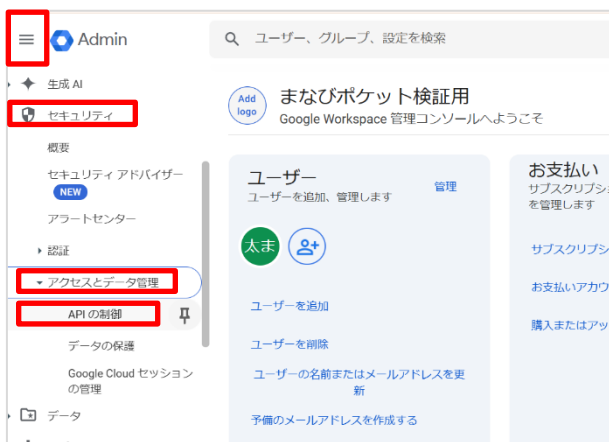 Admin
ユーザー、グループ、設定を検索
生成 AI
セキュリティ
概要
セキュリティ アドバイザー
NEW
アラートセンター
認証
アクセスとデータ管理
API の制御
データの保護
Google Cloud セッション
の管理
データ
Add
logo
まなびポケット検証用
Google Workspace 管理コンソールへようこそ
ユーザー
管理
ユーザーを追加、管理します
太ま
ユーザーを追加
ユーザーを削除
ユーザーの名前またはメールアドレスを更
新
予備のメールアドレスを作成する
お支払い
サブスクリプシ
を管理します
サブスクリプシ
お支払いアカウ
購入またはアッ